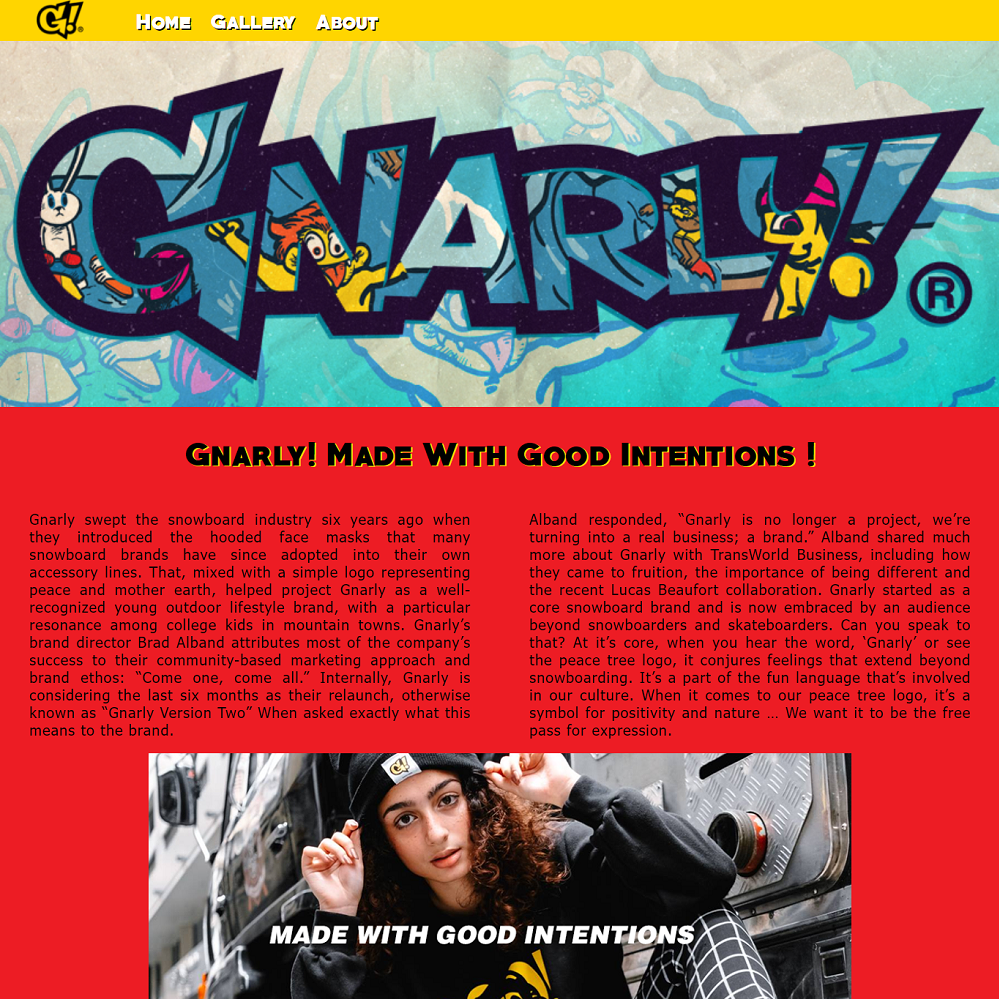 G!®
Home Gallery About
GNARLY!®
Gnarly! Made With Good Intentions !
Gnarly swept the snowboard industry six years ago when
they introduced the hooded face masks that many
snowboard brands have since adopted into their own
accessory lines. That, mixed with a simple logo representing
peace and mother earth, helped project Gnarly as a well-
recognized young outdoor lifestyle brand, with a particular
resonance among college kids in mountain towns. Gnarly’s
brand director Brad Alband attributes most of the company’s
success to their community-based marketing approach and
brand ethos: “Come one, come all.” Internally, Gnarly is
considering the last six months as their relaunch, otherwise
known as “Gnarly Version Two” When asked exactly what this
means to the brand.
Alband responded, “Gnarly is no longer a project, we’re
turning into a real business; a brand.” Alband shared much
more about Gnarly with TransWorld Business, including how
they came to fruition, the importance of being different and
the recent Lucas Beaufort collaboration. Gnarly started as a
core snowboard brand and is now embraced by an audience
beyond snowboarders and skateboarders. Can you speak to
that? At it’s core, when you hear the word, ‘Gnarly’ or see
the peace tree logo, it conjures feelings that extend beyond
snowboarding. It’s a part of the fun language that’s involved
in our culture. When it comes to our peace tree logo, it’s a
symbol for positivity and nature … We want it to be the free
pass for expression.
G!
MADE WITH GOOD INTENTIONS